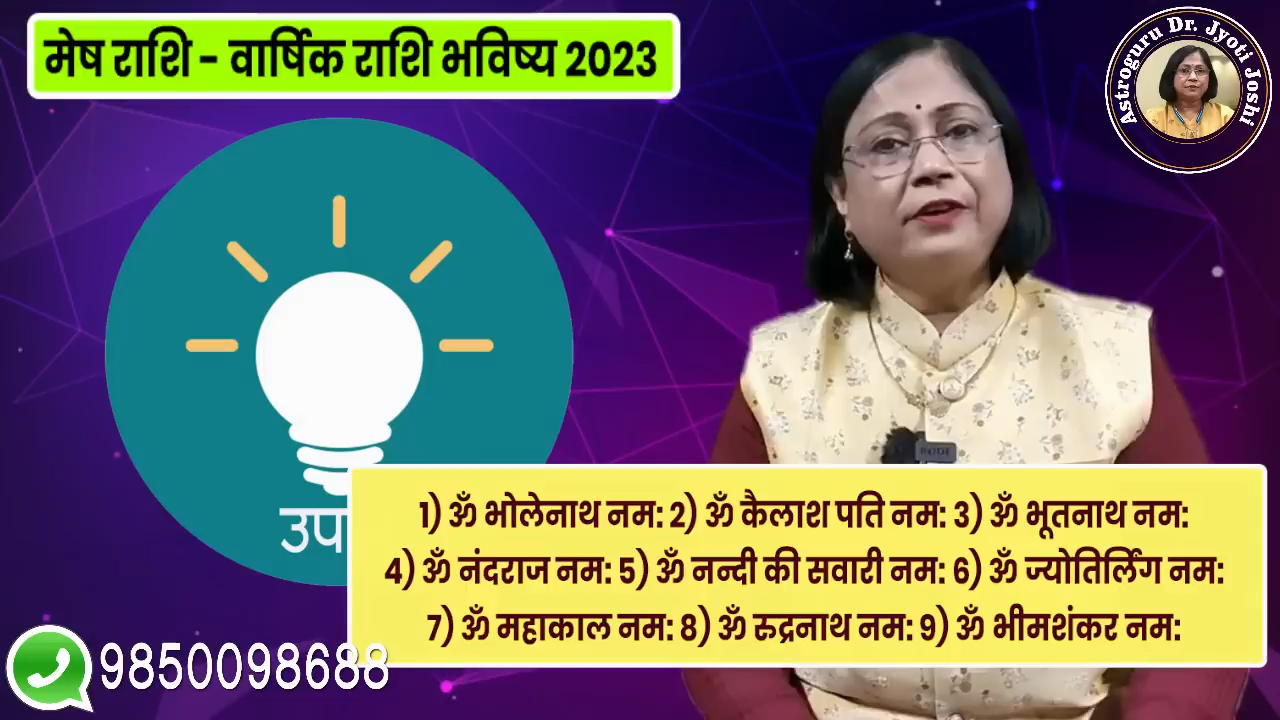 मेष राशि - वार्षिक राशि भविष्य 2023
Astroguru Dr. Jyoti Joshi
1) ॐ भोलेनाथ नम: 2) ॐ कैलाश पति नम: 3) ॐ भूतनाथ नम:
4) ॐ नंदराज नम: 5) ॐ नन्दी की सवारी नम: 6) ॐ ज्योतिर्लिंग नम:
7) ॐ महाकाल नम: 8) ॐ रुद्रनाथ नम: 9) ॐ भीमशंकर नम:
9850098688